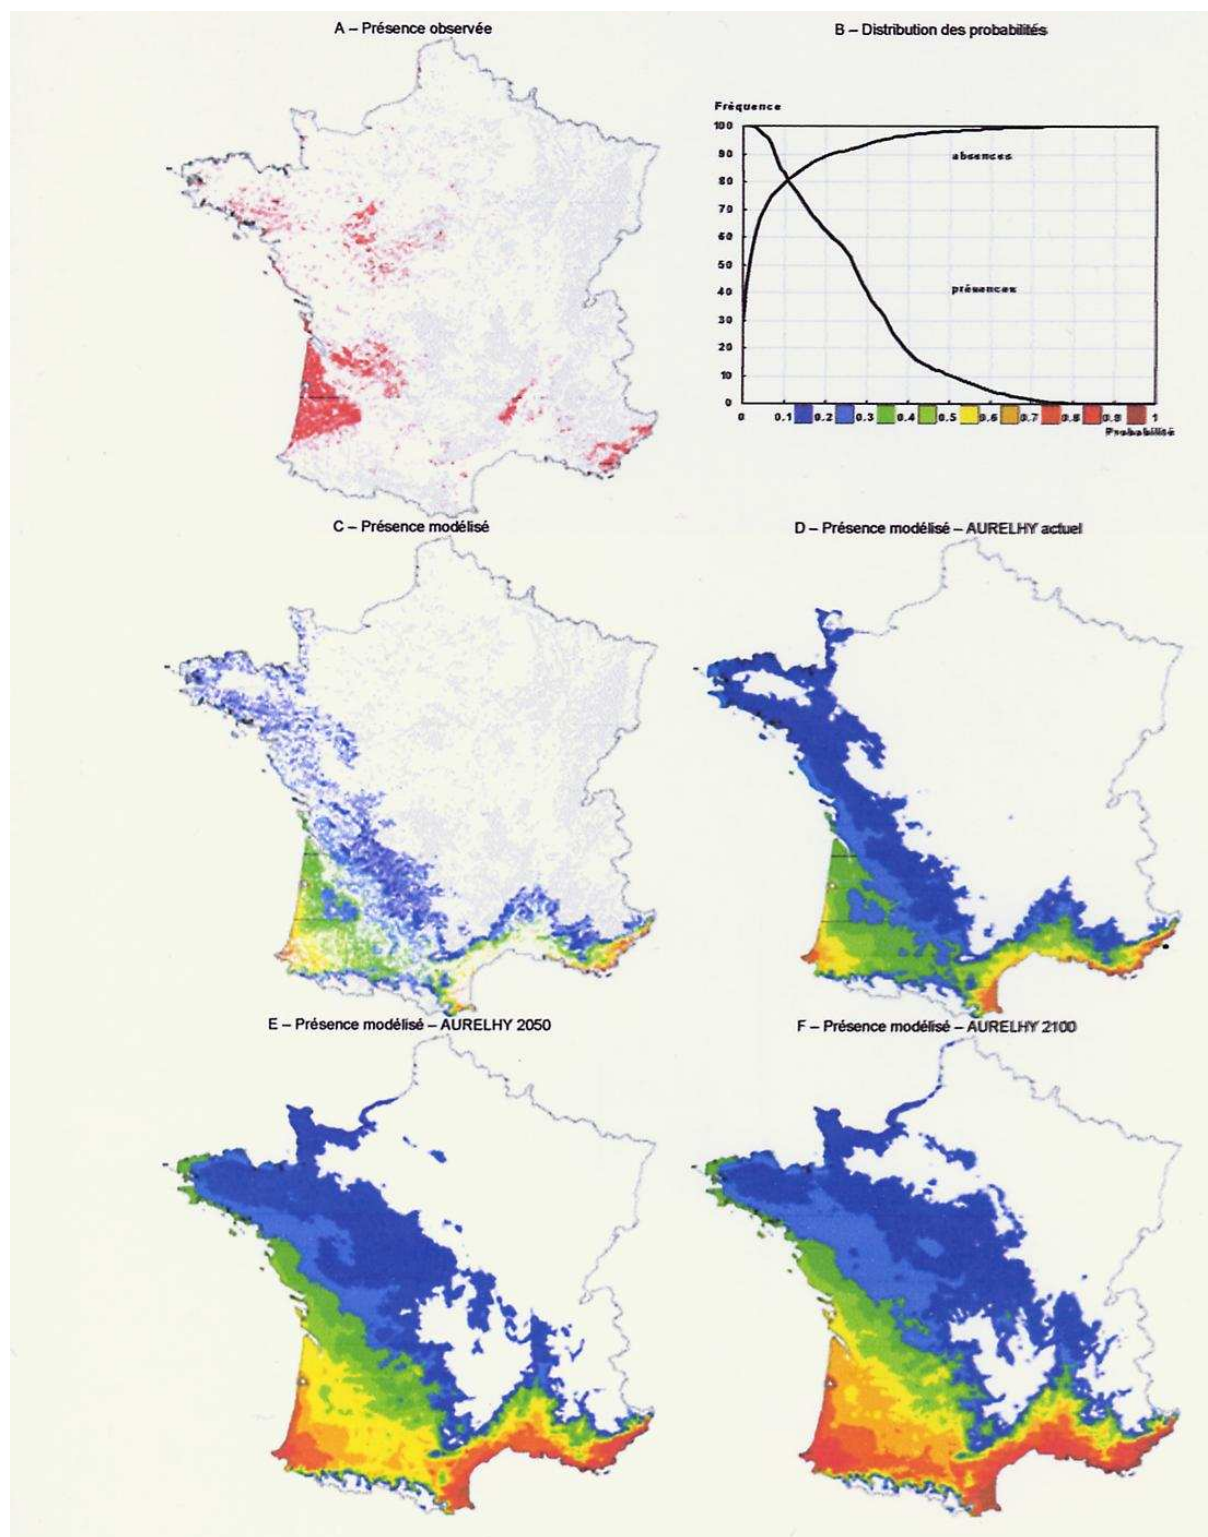 A – Présence observée
B – Distribution des probabilités
Fréquence
100
90
80
70
60
50
40
30
20
10
0
absences
présences
0 0.1 0.2 0.3 0.4 0.5 0.6 0.7 0.8 0.9 1
Probabilité
C – Présence modélisé
D – Présence modélisé – AURELHY actuel
E – Présence modélisé – AURELHY 2050
F – Présence modélisé – AURELHY 2100